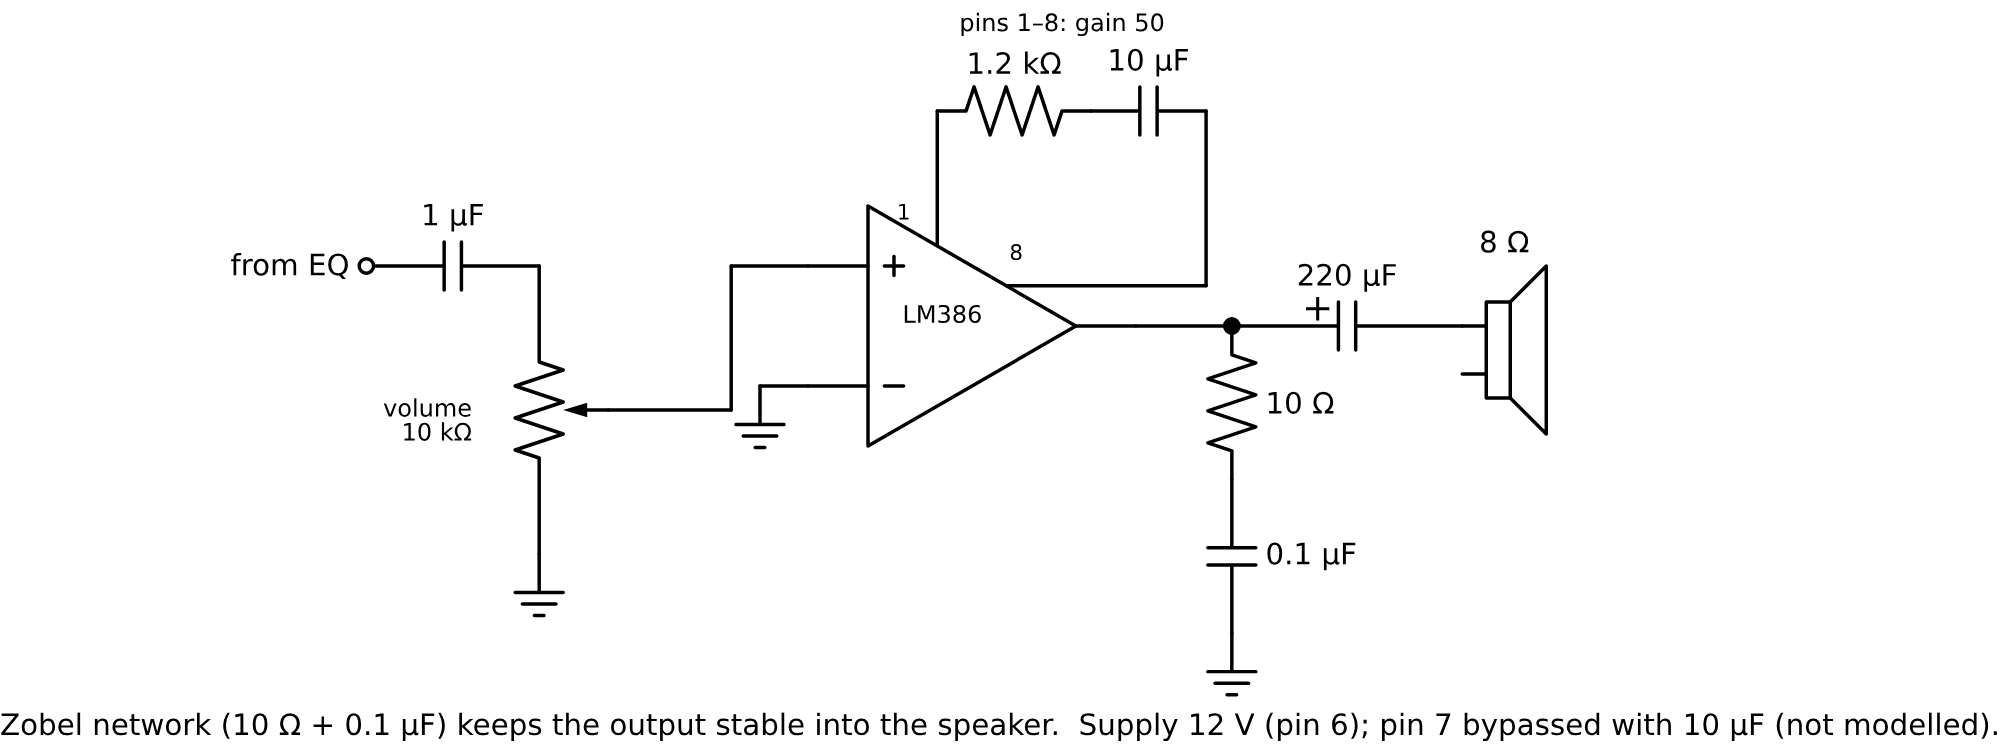 pins 1–8: gain 50
1.2 kΩ
10 µF
1
8
1 µF
from EQ
+
LM386
−
volume
10 kΩ
220 µF
+
8 Ω
10 Ω
0.1 µF
Zobel network (10 Ω + 0.1 µF) keeps the output stable into the speaker.  Supply 12 V (pin 6); pin 7 bypassed with 10 µF (not modelled).